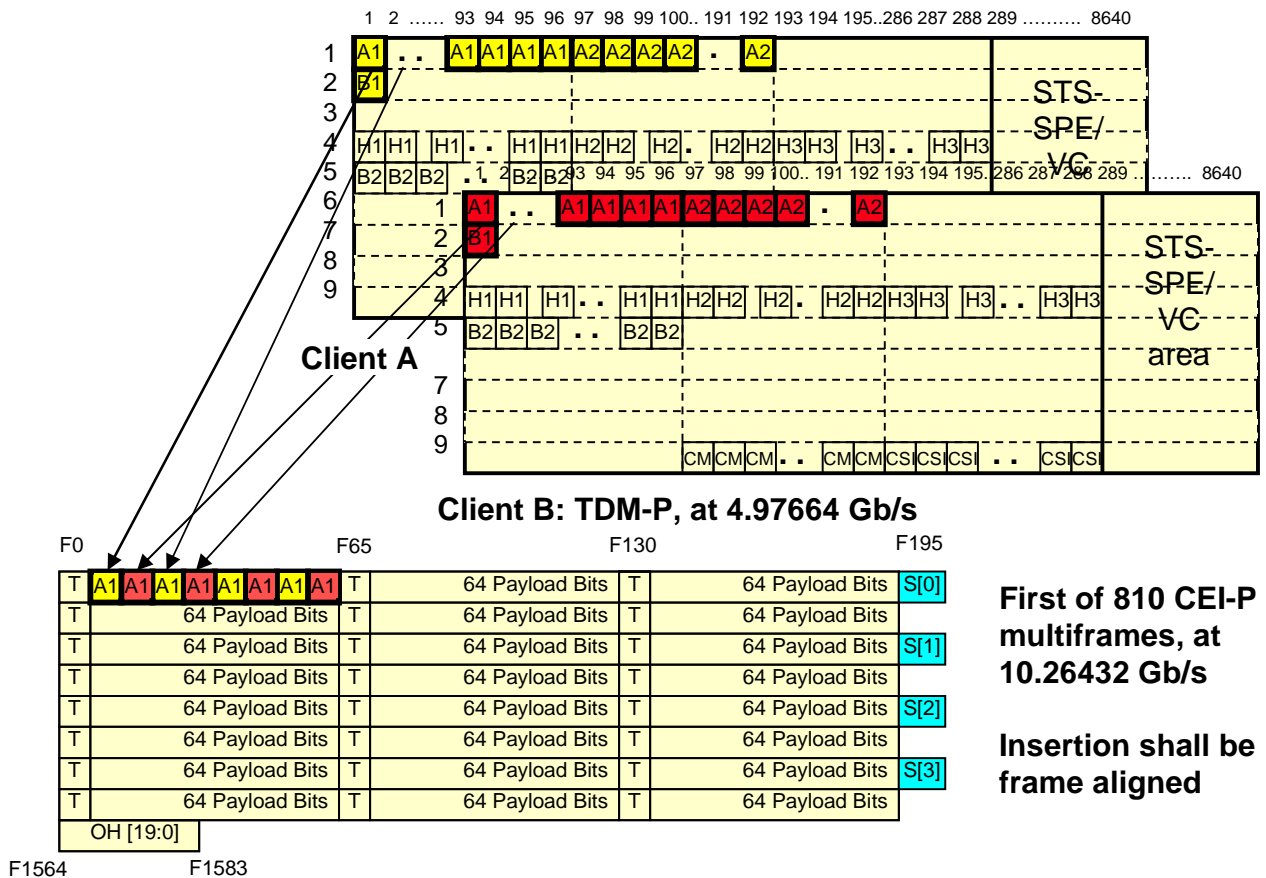 1 2 ...... 93 94 95 96 97 98 99 100.. 191 192 193 194 195..286 287 288 289 .......... 8640
1 A1 . . A1 A1 A1 A1 A2 A2 A2 A2 . A2
2 B1
STS-
3
SPE/
4 H1 H1 H1 . . H1 H1 H2 H2 H2 . H2 H2 H3 H3 H3 . . H3 H3
VC
5 B2 B2 B2 . . B2 B2
6
7
8
9
1 2 93 94 95 96 97 98 99 100.. 191 192 193 194 195..286 287 288 289 .......... 8640
1 A1 . . A1 A1 A1 A1 A2 A2 A2 A2 . A2
2 B1
STS-
3
SPE/
4 H1 H1 H1 . . H1 H1 H2 H2 H2 . H2 H2 H3 H3 H3 . . H3 H3
VC
5 B2 B2 B2 . . B2 B2
area
7
8
9 CM CM CM . . CM CM CSI CSI CSI . . CSI CSI
Client A
Client B: TDM-P, at 4.97664 Gb/s
F0 F65 F130 F195
T A1 A1 A1 A1 A1 A1 A1 A1 T 64 Payload Bits T 64 Payload Bits S[0]
T 64 Payload Bits T 64 Payload Bits T 64 Payload Bits
T 64 Payload Bits T 64 Payload Bits T 64 Payload Bits S[1]
T 64 Payload Bits T 64 Payload Bits T 64 Payload Bits
T 64 Payload Bits T 64 Payload Bits T 64 Payload Bits S[2]
T 64 Payload Bits T 64 Payload Bits T 64 Payload Bits
T 64 Payload Bits T 64 Payload Bits T 64 Payload Bits S[3]
T 64 Payload Bits T 64 Payload Bits T 64 Payload Bits
OH [19:0]
F1564 F1583
First of 810 CEI-P
multiframes, at
10.26432 Gb/s
Insertion shall be
frame aligned